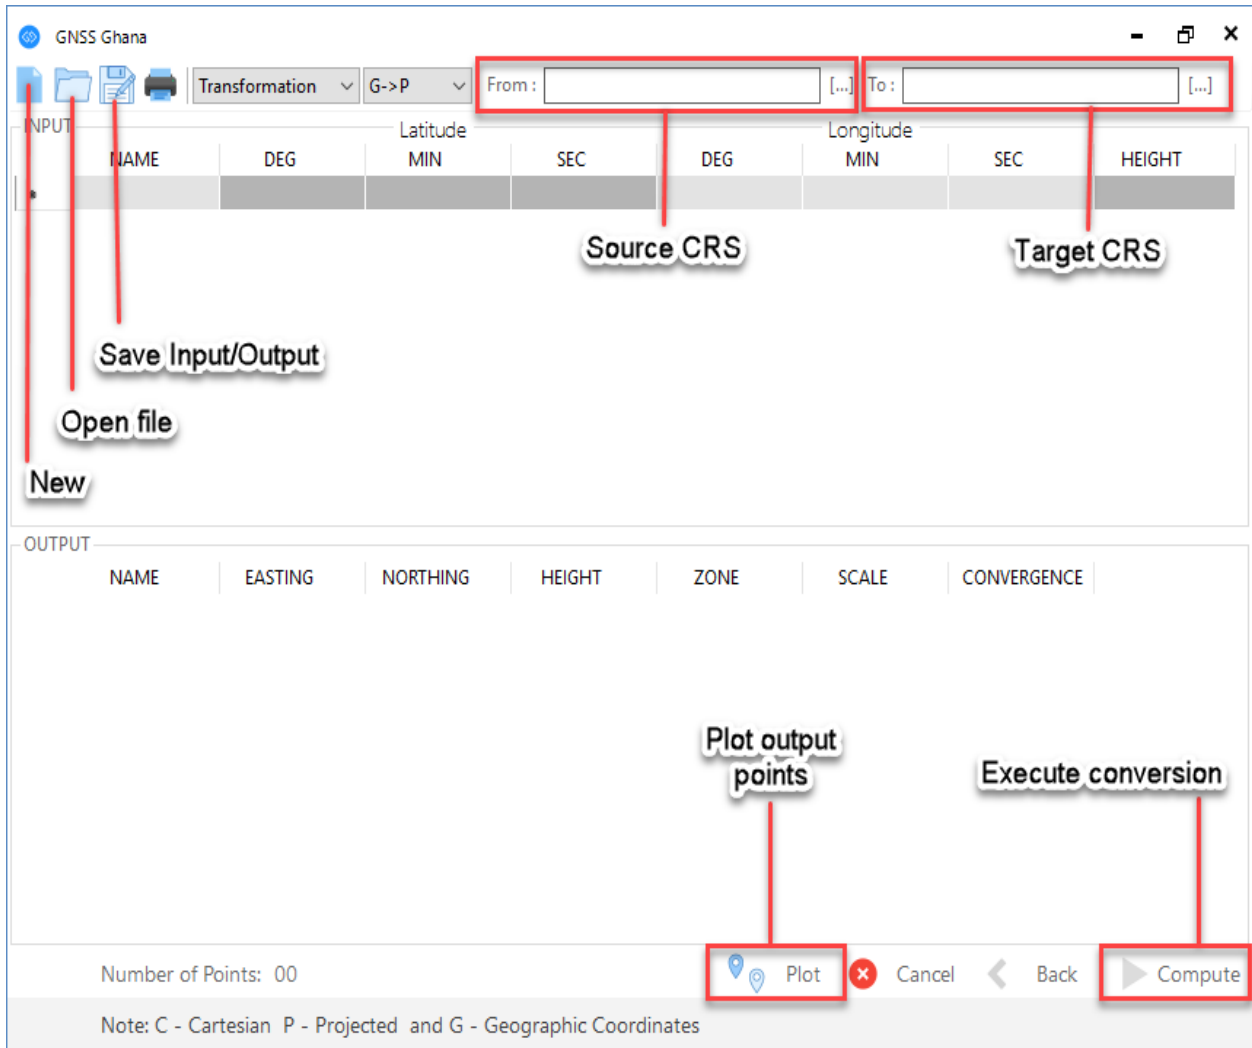 GNSS Ghana
Transformation G->P From : [...] To : [...]
INPUT Latitude Longitude
NAME DEG MIN SEC DEG MIN SEC HEIGHT
*
Source CRS Target CRS
Save Input/Output
Open file
New
OUTPUT
NAME EASTING NORTHING HEIGHT ZONE SCALE CONVERGENCE
Plot output
points
Execute conversion
Number of Points: 00 Plot Cancel Back Compute
Note: C - Cartesian P - Projected and G - Geographic Coordinates